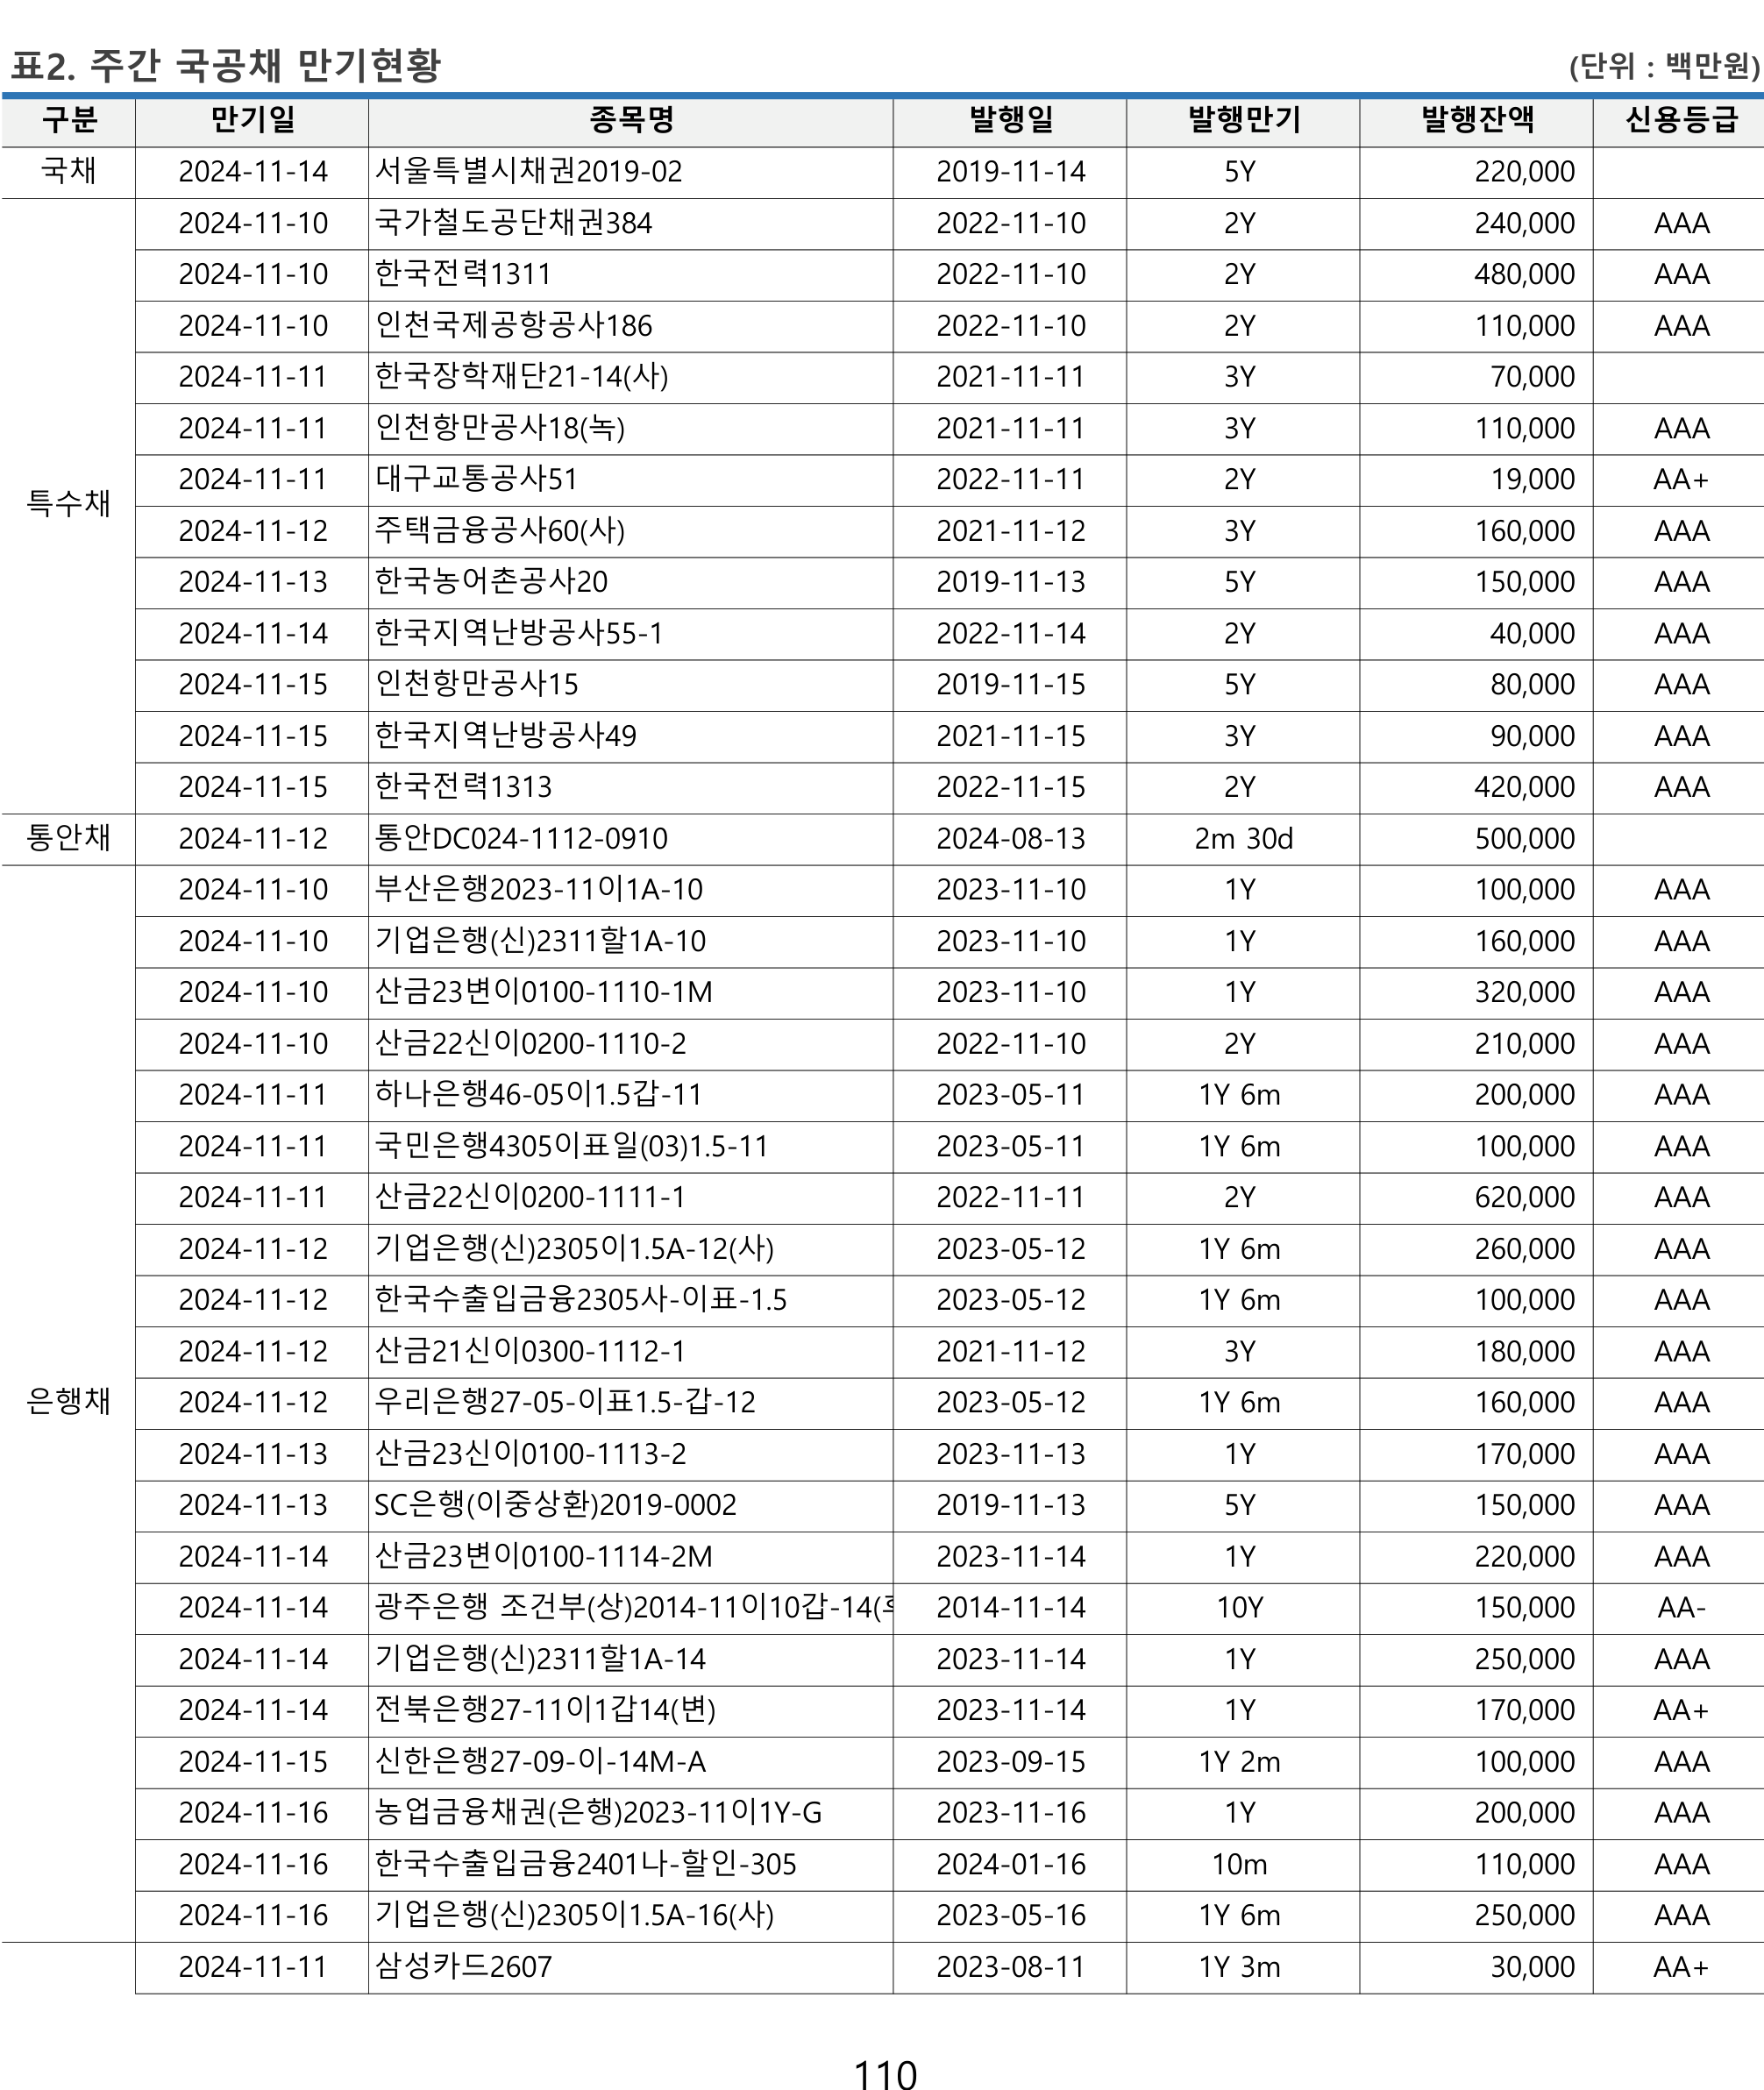 표2. 주간 국공채 만기현황 (단위 : 백만원)
구분 만기일 종목명 발행일 발행만기 발행잔액 신용등급
국채 2024-11-14 서울특별시채권2019-02 2019-11-14 5Y 220,000
특수채 2024-11-10 국가철도공단채권384 2022-11-10 2Y 240,000 AAA
2024-11-10 한국전력1311 2022-11-10 2Y 480,000 AAA
2024-11-10 인천국제공항공사186 2022-11-10 2Y 110,000 AAA
2024-11-11 한국장학재단21-14(사) 2021-11-11 3Y 70,000
2024-11-11 인천항만공사18(녹) 2021-11-11 3Y 110,000 AAA
2024-11-11 대구교통공사51 2022-11-11 2Y 19,000 AA+
2024-11-12 주택금융공사60(사) 2021-11-12 3Y 160,000 AAA
2024-11-13 한국농어촌공사20 2019-11-13 5Y 150,000 AAA
2024-11-14 한국지역난방공사55-1 2022-11-14 2Y 40,000 AAA
2024-11-15 인천항만공사15 2019-11-15 5Y 80,000 AAA
2024-11-15 한국지역난방공사49 2021-11-15 3Y 90,000 AAA
2024-11-15 한국전력1313 2022-11-15 2Y 420,000 AAA
통안채 2024-11-12 통안DC024-1112-0910 2024-08-13 2m 30d 500,000
은행채 2024-11-10 부산은행2023-11이1A-10 2023-11-10 1Y 100,000 AAA
2024-11-10 기업은행(신)2311할1A-10 2023-11-10 1Y 160,000 AAA
2024-11-10 산금23변이0100-1110-1M 2023-11-10 1Y 320,000 AAA
2024-11-10 산금22신이0200-1110-2 2022-11-10 2Y 210,000 AAA
2024-11-11 하나은행46-05이1.5갑-11 2023-05-11 1Y 6m 200,000 AAA
2024-11-11 국민은행4305이표일(03)1.5-11 2023-05-11 1Y 6m 100,000 AAA
2024-11-11 산금22신이0200-1111-1 2022-11-11 2Y 620,000 AAA
2024-11-12 기업은행(신)2305이1.5A-12(사) 2023-05-12 1Y 6m 260,000 AAA
2024-11-12 한국수출입금융2305사-이표-1.5 2023-05-12 1Y 6m 100,000 AAA
2024-11-12 산금21신이0300-1112-1 2021-11-12 3Y 180,000 AAA
2024-11-12 우리은행27-05-이표1.5-갑-12 2023-05-12 1Y 6m 160,000 AAA
2024-11-13 산금23신이0100-1113-2 2023-11-13 1Y 170,000 AAA
2024-11-13 SC은행(이중상환)2019-0002 2019-11-13 5Y 150,000 AAA
2024-11-14 산금23변이0100-1114-2M 2023-11-14 1Y 220,000 AAA
2024-11-14 광주은행 조건부(상)2014-11이10갑-14( 2014-11-14 10Y 150,000 AA-
2024-11-14 기업은행(신)2311할1A-14 2023-11-14 1Y 250,000 AAA
2024-11-14 전북은행27-11이1갑14(변) 2023-11-14 1Y 170,000 AA+
2024-11-15 신한은행27-09-이-14M-A 2023-09-15 1Y 2m 100,000 AAA
2024-11-16 농업금융채권(은행)2023-11이1Y-G 2023-11-16 1Y 200,000 AAA
2024-11-16 한국수출입금융2401나-할인-305 2024-01-16 10m 110,000 AAA
2024-11-16 기업은행(신)2305이1.5A-16(사) 2023-05-16 1Y 6m 250,000 AAA
2024-11-11 삼성카드2607 2023-08-11 1Y 3m 30,000 AA+
110